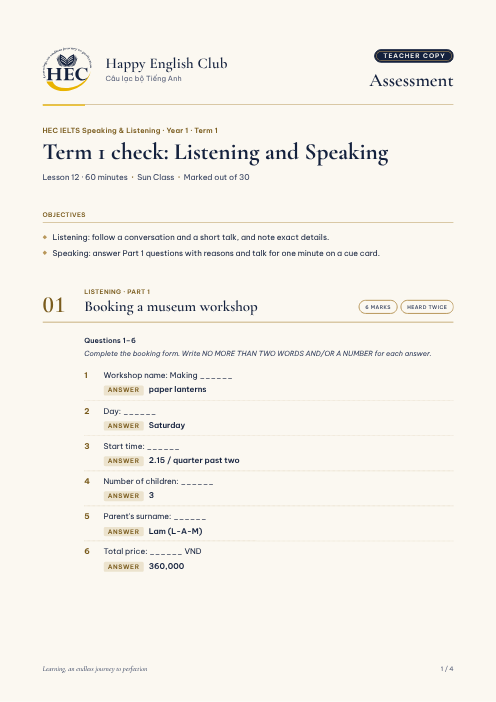 HEC
Happy English Club
Câu lạc bộ Tiếng Anh
TEACHER COPY
Assessment
HEC IELTS Speaking & Listening · Year 1 · Term 1
Term 1 check: Listening and Speaking
Lesson 12 · 60 minutes · Sun Class · Marked out of 30
OBJECTIVES
Listening: follow a conversation and a short talk, and note exact details.
Speaking: answer Part 1 questions with reasons and talk for one minute on a cue card.
01
LISTENING · PART 1
Booking a museum workshop
6 MARKS
HEARD TWICE
Questions 1–6
Complete the booking form. Write NO MORE THAN TWO WORDS AND/OR A NUMBER for each answer.
1 Workshop name: Making ______
ANSWER paper lanterns
2 Day: ______
ANSWER Saturday
3 Start time: ______
ANSWER 2.15 / quarter past two
4 Number of children: ______
ANSWER 3
5 Parent's surname: ______
ANSWER Lam (L-A-M)
6 Total price: ______ VND
ANSWER 360,000
Learning, an endless journey to perfection
1 / 4